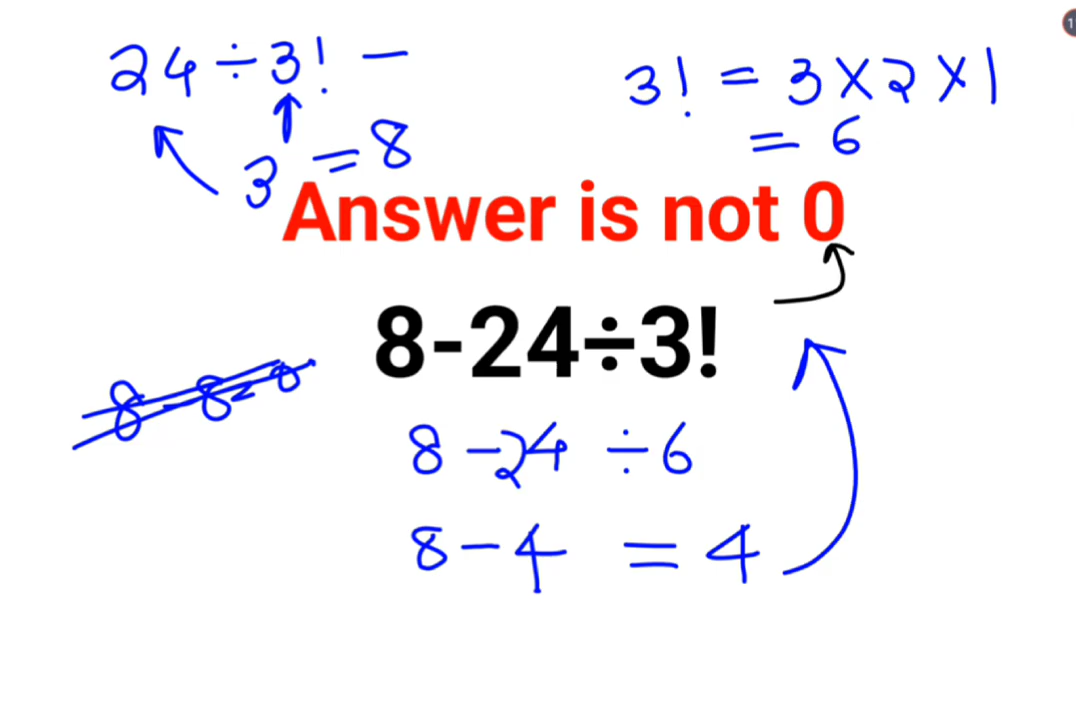 24÷3! −
3! = 3×2×1
= 6
3 = 8
Answer is not 0
8-24÷3!
8−8=0
8−24÷6
8−4 = 4